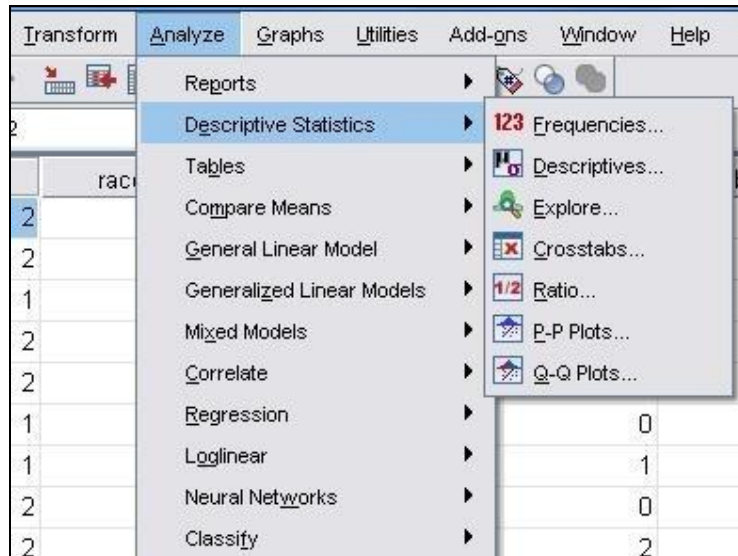 Transform Analyze Graphs Utilities Add-ons Window Help
Reports
2 Descriptive Statistics 123 Frequencies...
μσ Descriptives...
Tables
Explore...
2 Compare Means
Crosstabs...
2 General Linear Model
1 Generalized Linear Models 1/2 Ratio...
2 Mixed Models P-P Plots...
2 Correlate Q-Q Plots...
1 Regression 0
1 Loglinear 1
2 Neural Networks 0
2 Classify 2